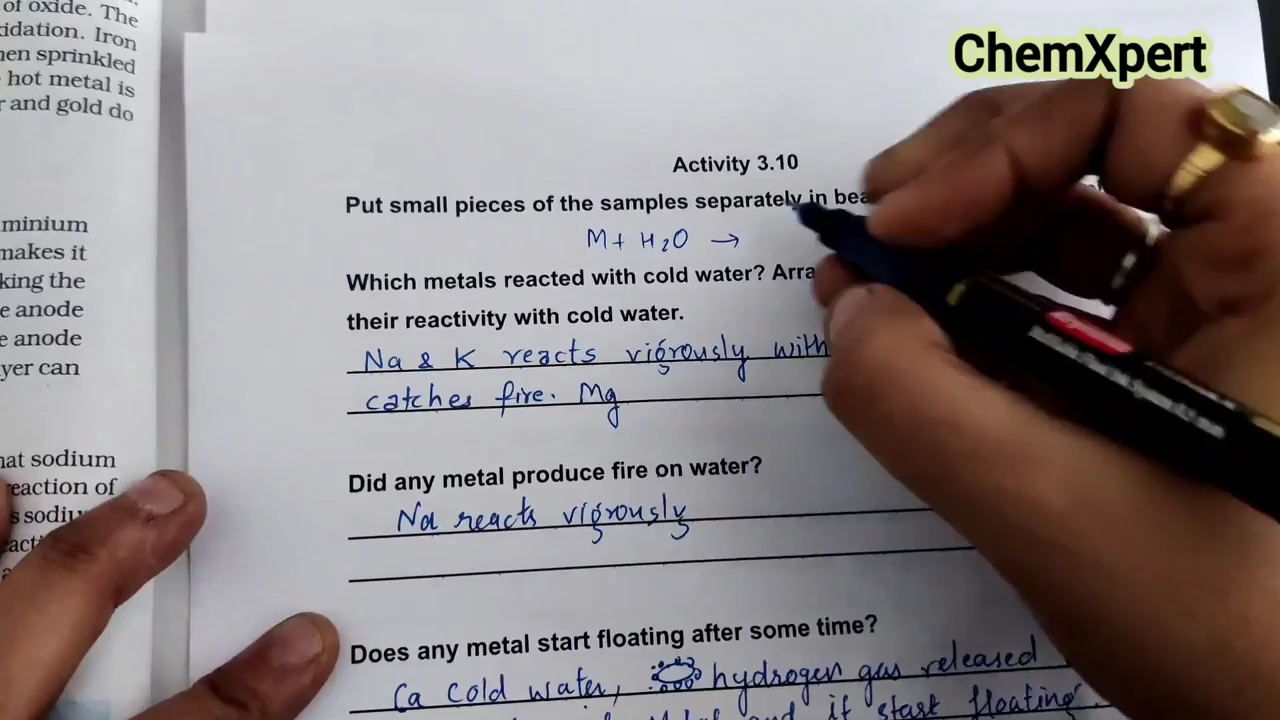 of oxide. The
xidation. Iron
hen sprinkled
hot metal is
r and gold do
minium
makes it
king the
e anode
e anode
yer can
hat sodium
reaction of
s sodiu
ChemXpert
Activity 3.10
Put small pieces of the samples separately in bea
M + H₂O →
Which metals reacted with cold water? Arra
their reactivity with cold water.
Na & K reacts vigrously with
catches fire. Mg
Did any metal produce fire on water?
Na reacts vigrously
Does any metal start floating after some time?
Ca cold water, hydrogen gas released
and it start floating.